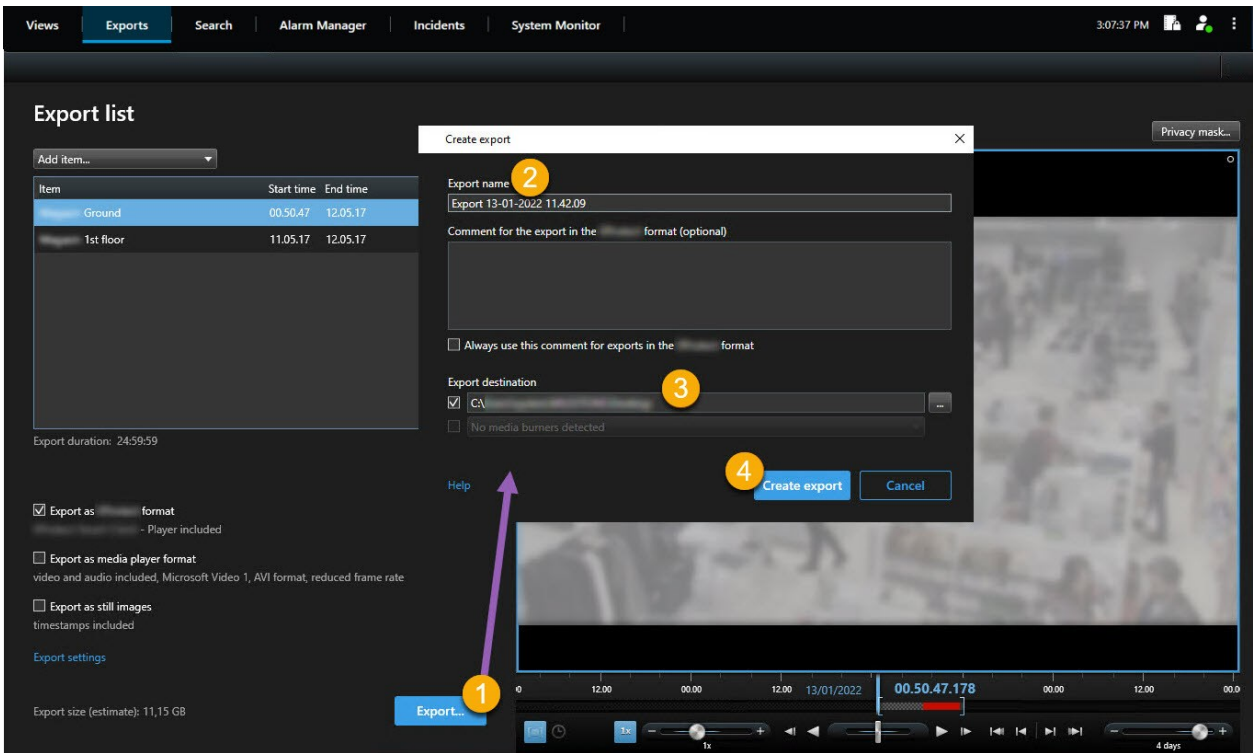 Views Exports Search Alarm Manager Incidents System Monitor 3:07:37 PM
Export list
Privacy mask...
Add item...
Item Start time End time
Ground 00.50.47 12.05.17
1st floor 11.05.17 12.05.17
Export duration: 24:59:59
Export as format
- Player included
Export as media player format
video and audio included, Microsoft Video 1, AVI format, reduced frame rate
Export as still images
timestamps included
Export settings
Export size (estimate): 11,15 GB
Export...
1
Create export
Export name
2
Export 13-01-2022 11.42.09
Comment for the export in the format (optional)
Always use this comment for exports in the format
Export destination
3
C:\
...
No media burners detected
Help
4
Create export Cancel
12.00 00.00 12.00 13/01/2022 00.50.47.178 00.00 12.00 00.0
1x
1x
4 days